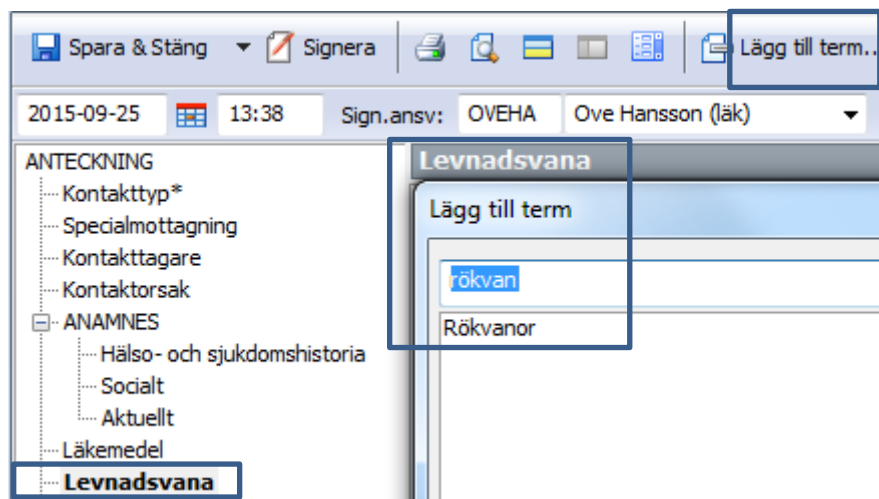 Spara & Stäng Signera Lägg till term..
2015-09-25 13:38 Sign.ansv: OVEHA Ove Hansson (läk)
ANTECKNING
Kontakttyp*
Specialmottagning
Kontakttagare
Kontaktorsak
ANAMNES
Hälso- och sjukdomshistoria
Socialt
Aktuellt
Läkemedel
Levnadsvana
Levnadsvana
Lägg till term
rökvan
Rökvanor